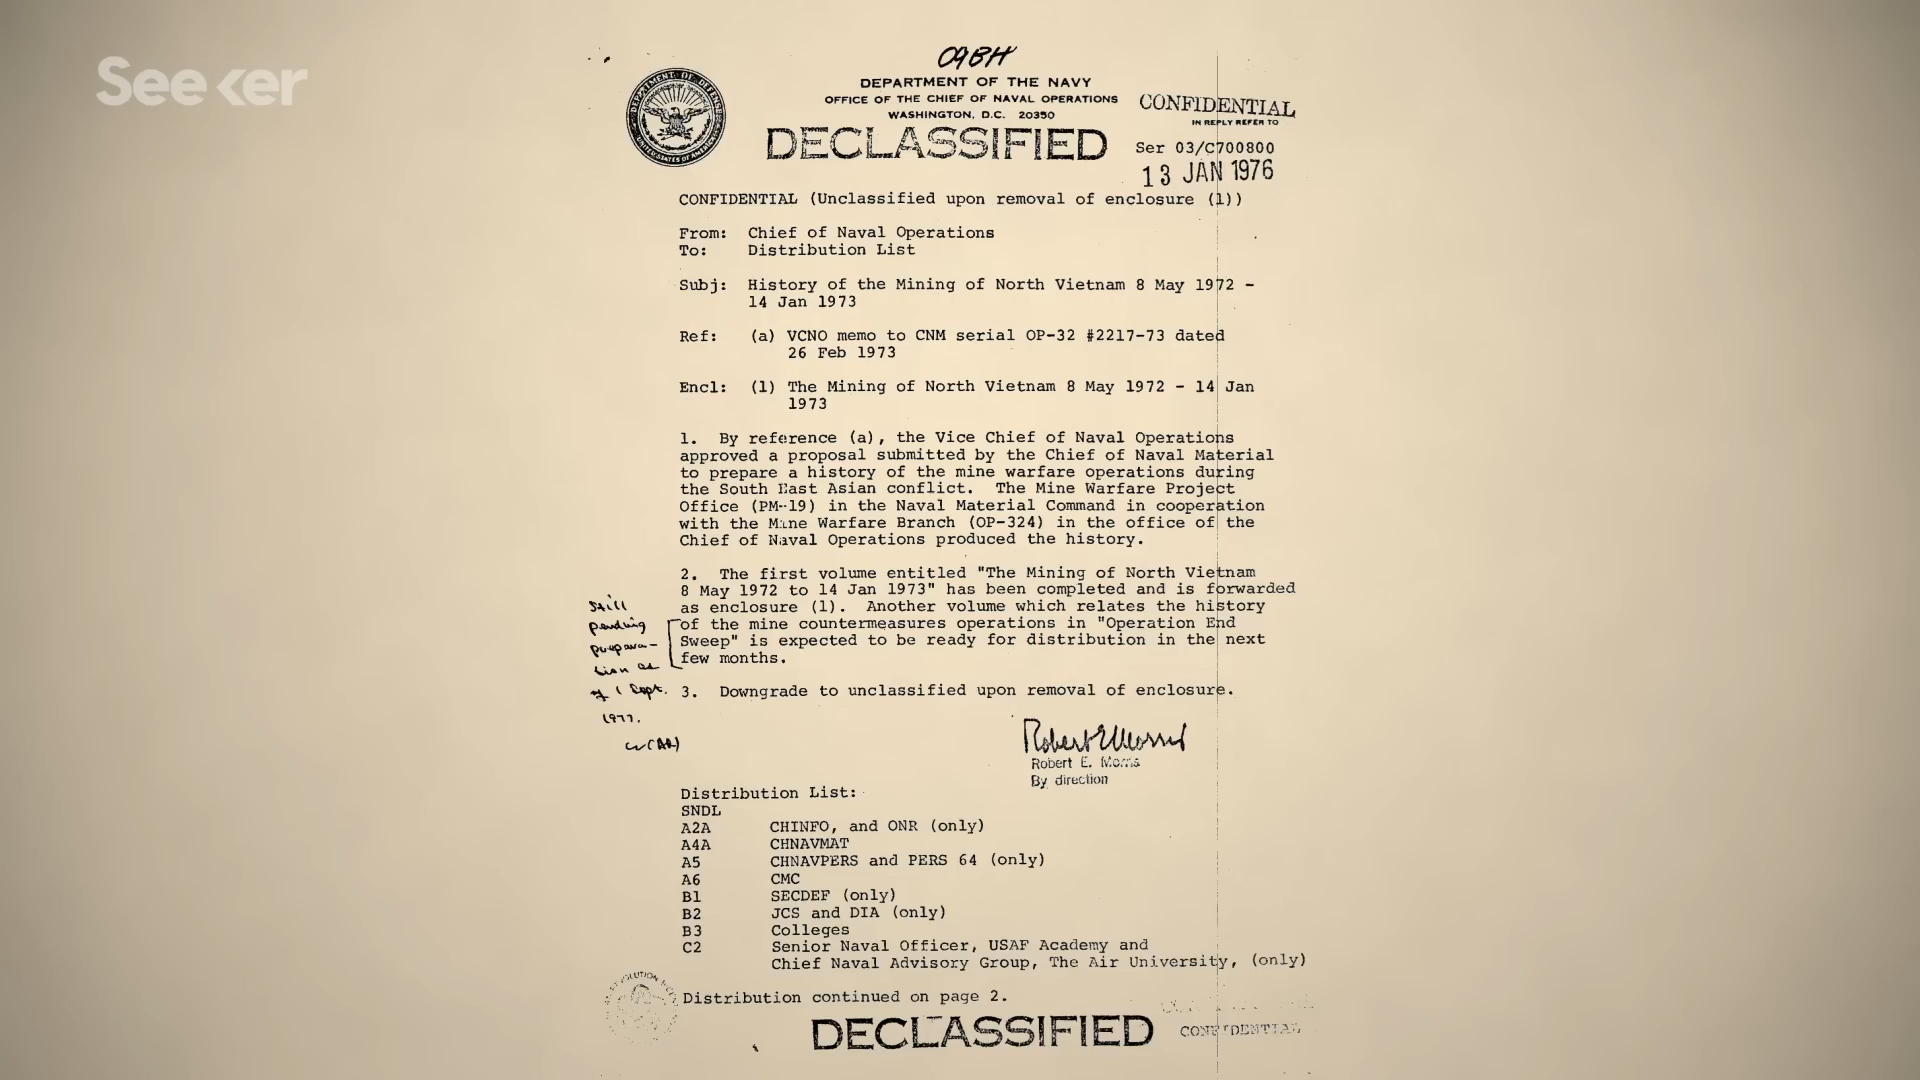 Seeker
09BH
DEPARTMENT OF THE NAVY
OFFICE OF THE CHIEF OF NAVAL OPERATIONS
WASHINGTON, D.C. 20350
DEPARTMENT OF DEFENSE
UNITED STATES OF AMERICA
CONFIDENTIAL
IN REPLY REFER TO
DECLASSIFIED
Ser 03/C700800
13 JAN 1976
CONFIDENTIAL (Unclassified upon removal of enclosure (1))
From: Chief of Naval Operations
To: Distribution List
Subj: History of the Mining of North Vietnam 8 May 1972 -
14 Jan 1973
Ref: (a) VCNO memo to CNM serial OP-32 #2217-73 dated
26 Feb 1973
Encl: (1) The Mining of North Vietnam 8 May 1972 - 14 Jan
1973
1. By reference (a), the Vice Chief of Naval Operations
approved a proposal submitted by the Chief of Naval Material
to prepare a history of the mine warfare operations during
the South East Asian conflict. The Mine Warfare Project
Office (PM-19) in the Naval Material Command in cooperation
with the Mine Warfare Branch (OP-324) in the office of the
Chief of Naval Operations produced the history.
2. The first volume entitled "The Mining of North Vietnam
8 May 1972 to 14 Jan 1973" has been completed and is forwarded
as enclosure (1). Another volume which relates the history
of the mine countermeasures operations in "Operation End
Sweep" is expected to be ready for distribution in the next
few months.
still
pending
prepara-
tion as
of 1 Sept.
1977.
3. Downgrade to unclassified upon removal of enclosure.
Robert E Morris
Robert E. Morris
By direction
Distribution List:
SNDL
A2A CHINFO, and ONR (only)
A4A CHNAVMAT
A5 CHNAVPERS and PERS 64 (only)
A6 CMC
B1 SECDEF (only)
B2 JCS and DIA (only)
B3 Colleges
C2 Senior Naval Officer, USAF Academy and
Chief Naval Advisory Group, The Air University, (only)
Distribution continued on page 2.
DECLASSIFIED
CONFIDENTIAL